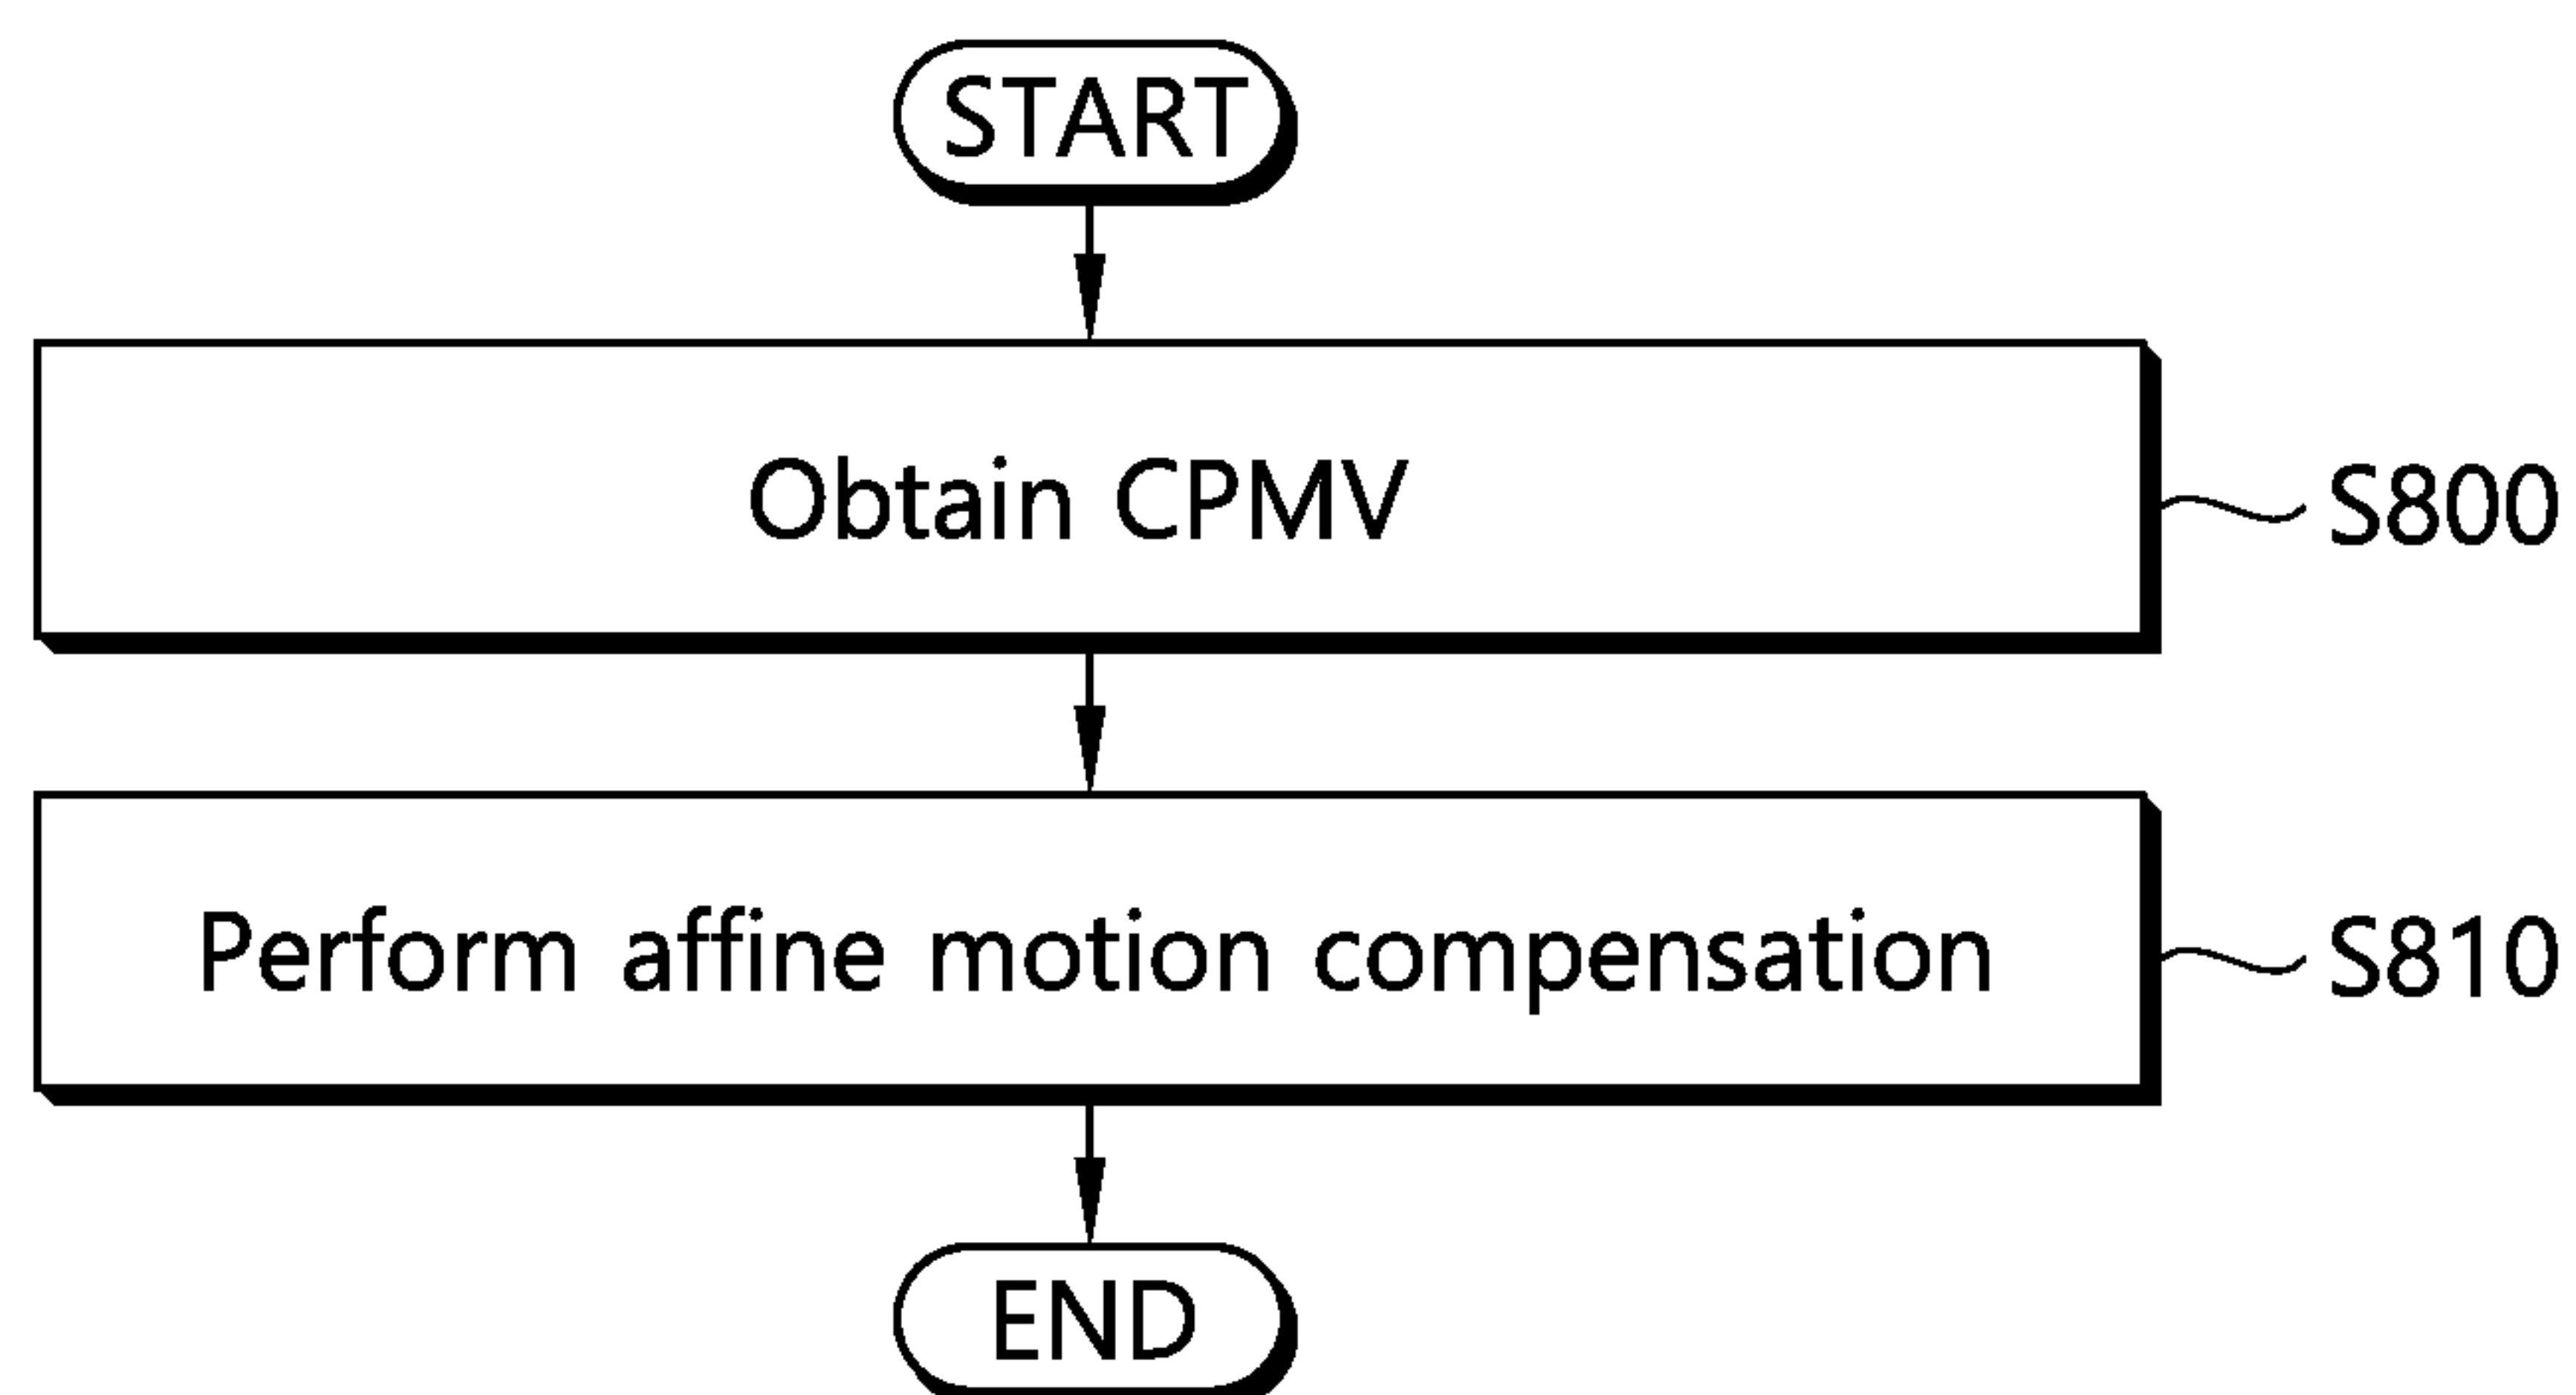 START
Obtain CPMV
S800
Perform affine motion compensation
S810
END